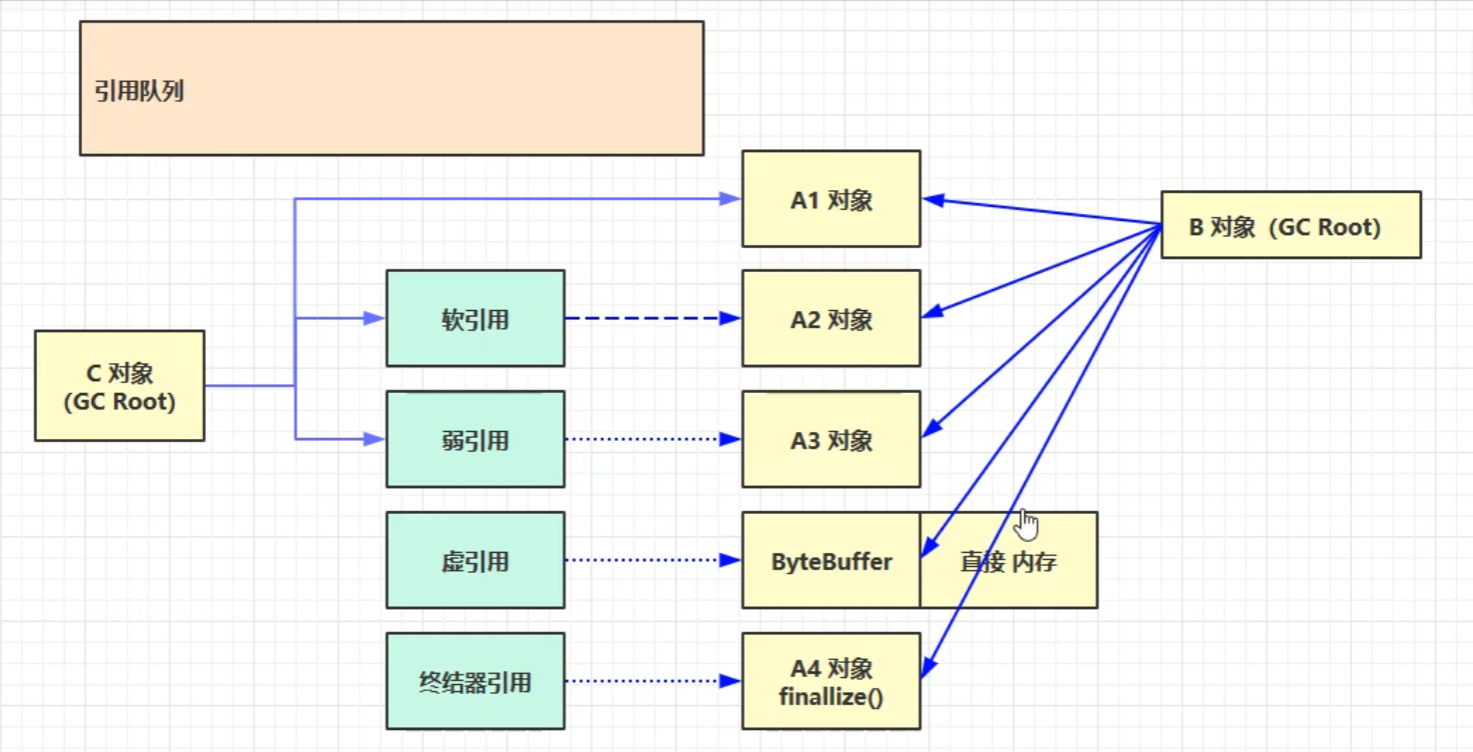 引用队列
A1 对象
B 对象（GC Root）
软引用
A2 对象
C 对象
(GC Root)
弱引用
A3 对象
虚引用
ByteBuffer
直接 内存
终结器引用
A4 对象
finallize()